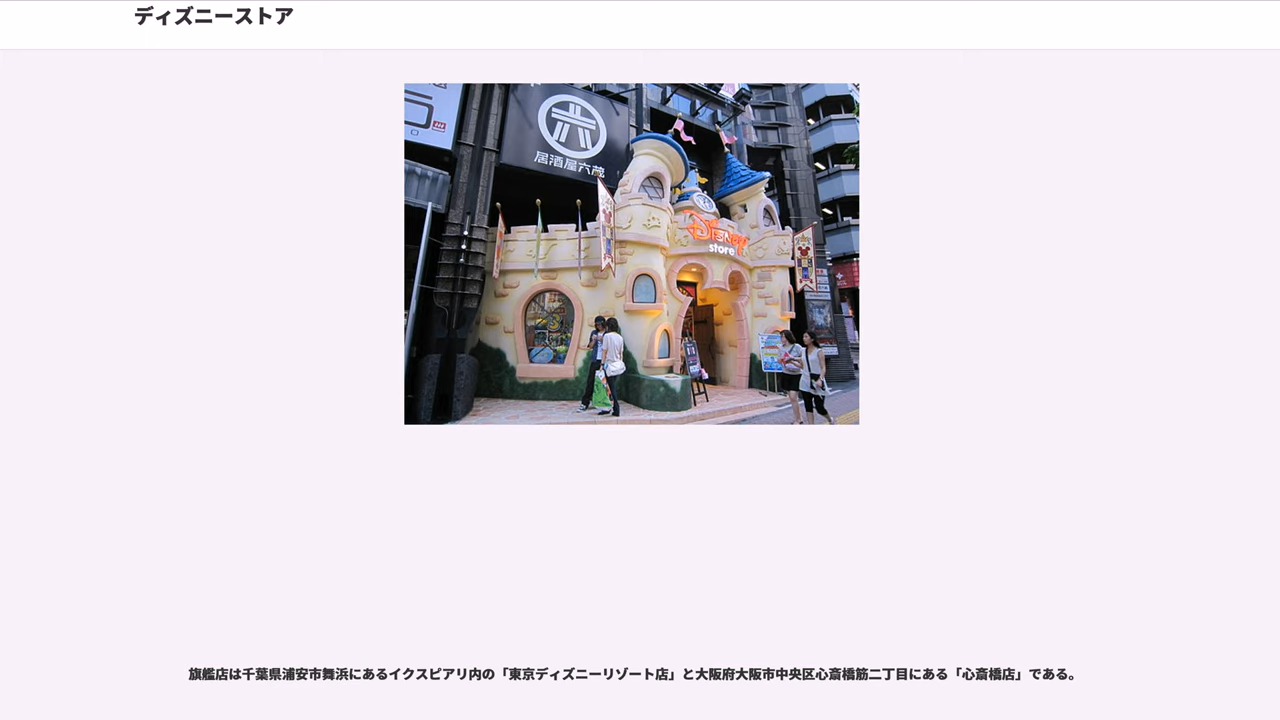 ディズニーストア
居酒屋六蔵
Disney
store
旗艦店は千葉県浦安市舞浜にあるイクスピアリ内の「東京ディズニーリゾート店」と大阪府大阪市中央区心斎橋筋二丁目にある「心斎橋店」である。